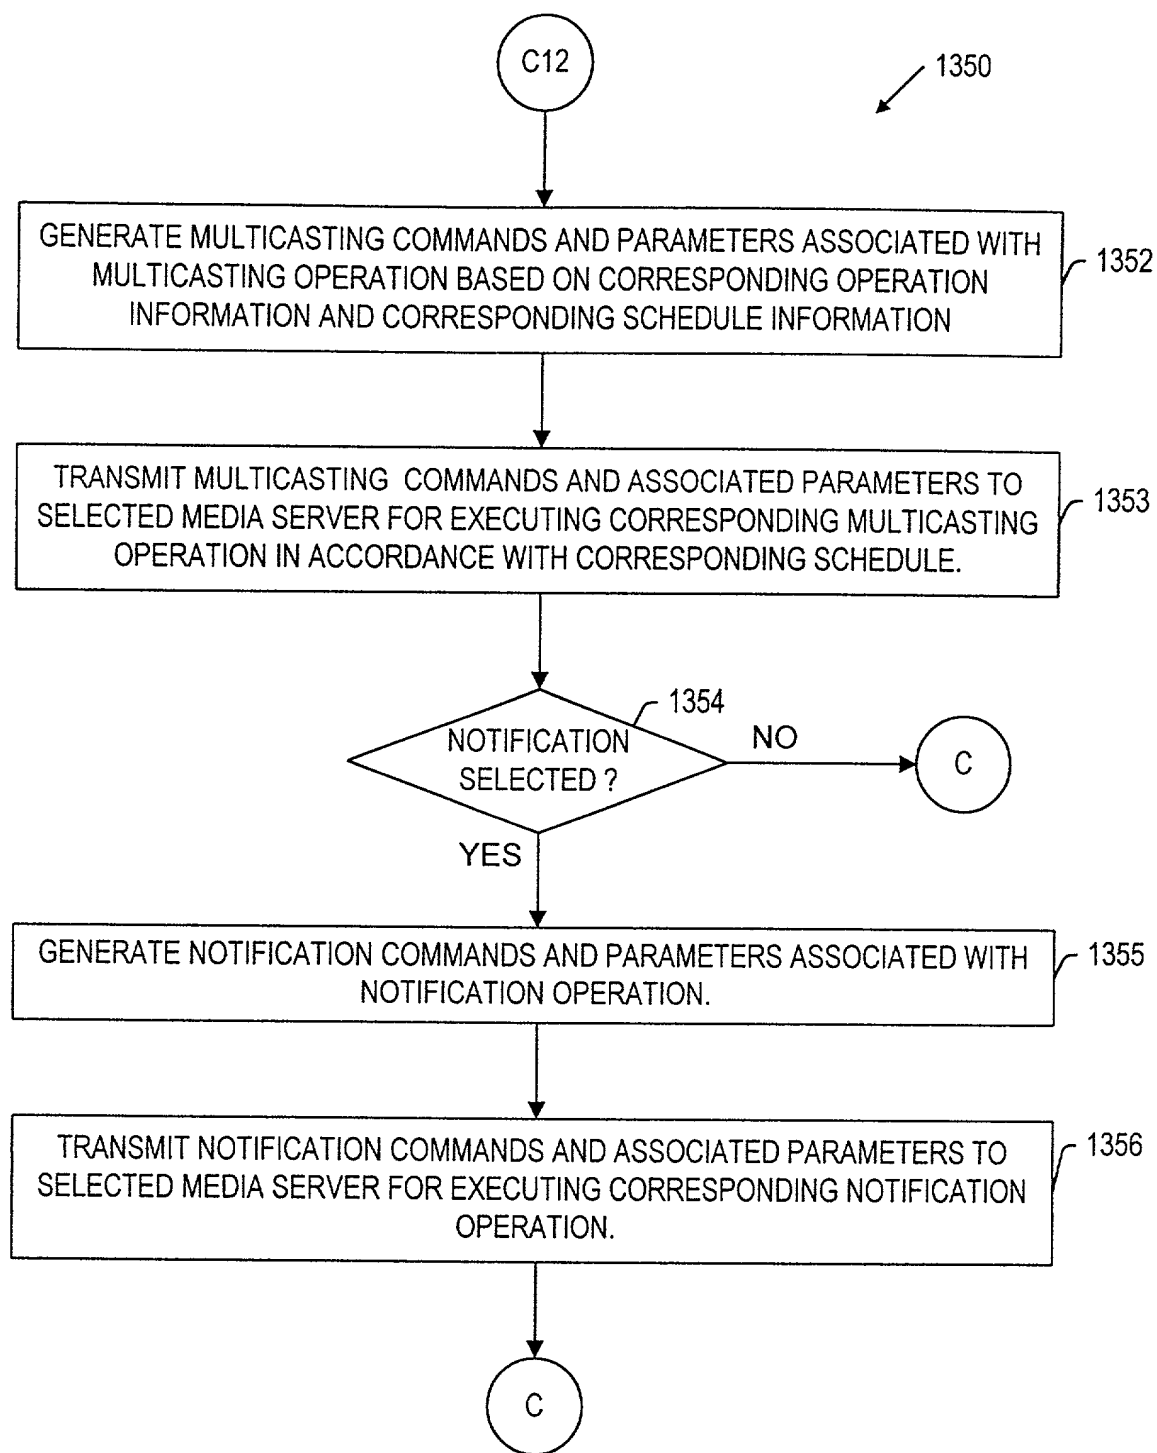 C12
1350
GENERATE MULTICASTING COMMANDS AND PARAMETERS ASSOCIATED WITH
MULTICASTING OPERATION BASED ON CORRESPONDING OPERATION
INFORMATION AND CORRESPONDING SCHEDULE INFORMATION
1352
TRANSMIT MULTICASTING COMMANDS AND ASSOCIATED PARAMETERS TO
SELECTED MEDIA SERVER FOR EXECUTING CORRESPONDING MULTICASTING
OPERATION IN ACCORDANCE WITH CORRESPONDING SCHEDULE.
1353
1354
NOTIFICATION
SELECTED ?
NO
C
YES
GENERATE NOTIFICATION COMMANDS AND PARAMETERS ASSOCIATED WITH
NOTIFICATION OPERATION.
1355
TRANSMIT NOTIFICATION COMMANDS AND ASSOCIATED PARAMETERS TO
SELECTED MEDIA SERVER FOR EXECUTING CORRESPONDING NOTIFICATION
OPERATION.
1356
C